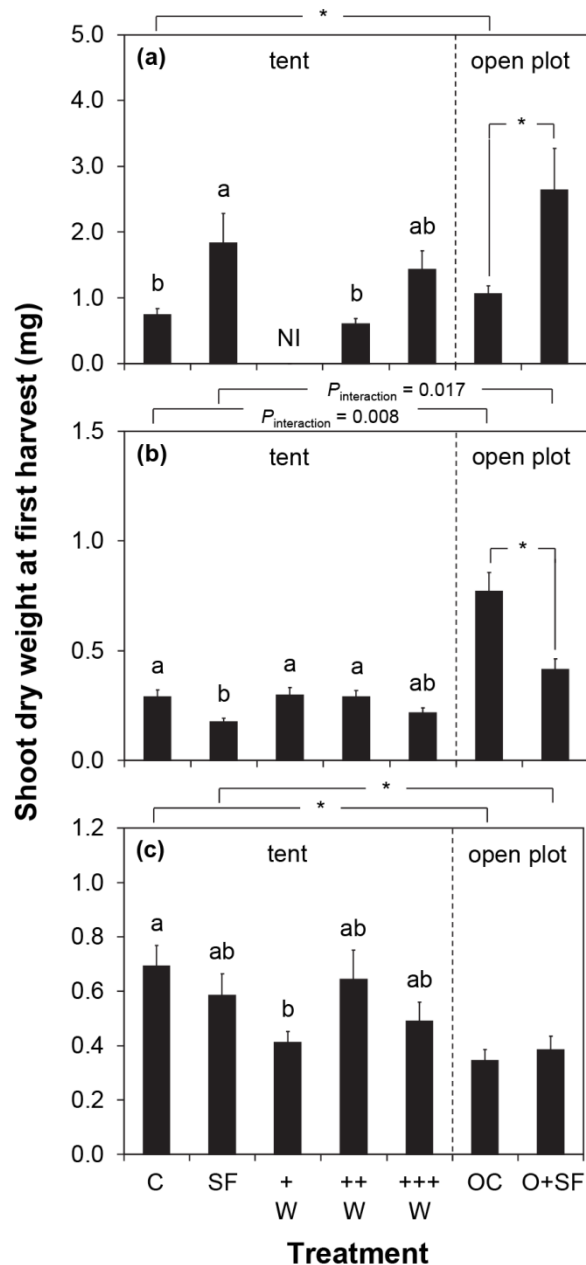 *
(a) tent open plot
5.0
4.0
3.0
2.0
1.0
0.0
b
a
NI
b
ab
*
P interaction = 0.017
P interaction = 0.008
(b) tent open plot
1.5
1.0
0.5
0.0
a
b
a
a
ab
*
*
*
(c) tent open plot
1.2
1.0
0.8
0.6
0.4
0.2
0.0
a
ab
b
ab
ab
Shoot dry weight at first harvest (mg)
C SF + ++ +++ OC O+SF
W W W
Treatment